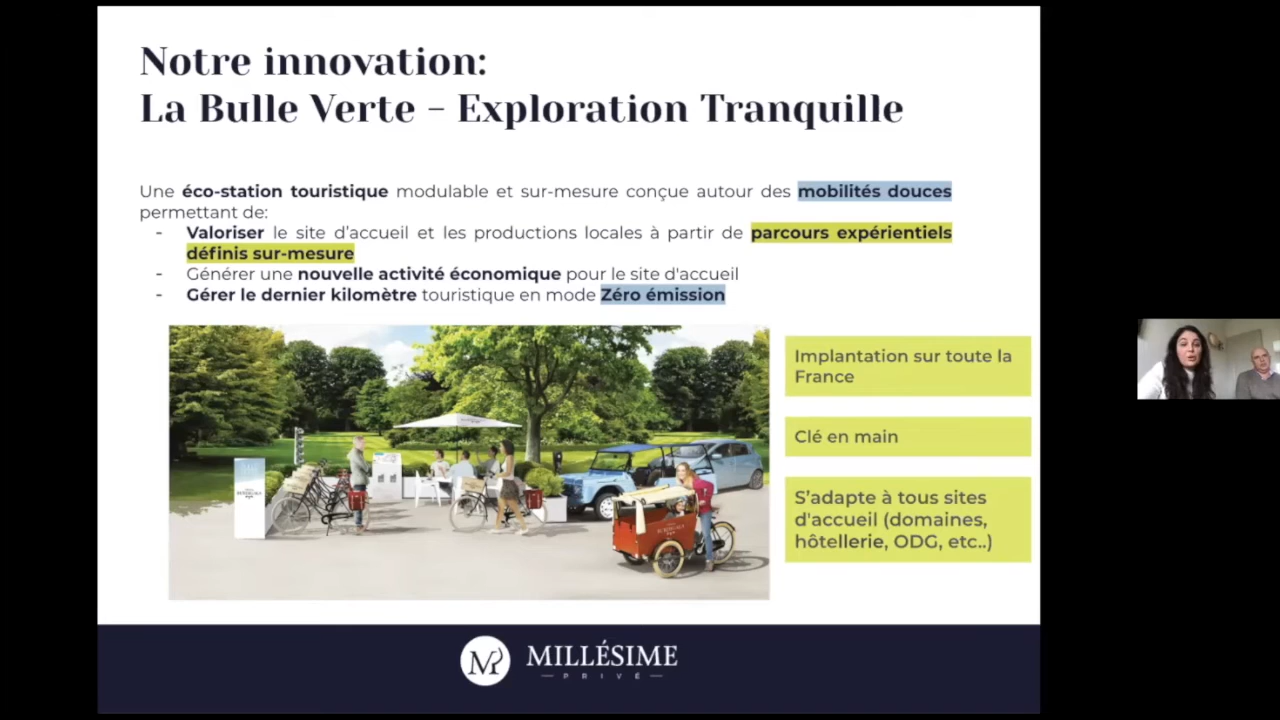 Notre innovation:
La Bulle Verte - Exploration Tranquille
Une éco-station touristique modulable et sur-mesure conçue autour des mobilités douces
permettant de:
- Valoriser le site d'accueil et les productions locales à partir de parcours expérientiels
définis sur-mesure
- Générer une nouvelle activité économique pour le site d'accueil
- Gérer le dernier kilomètre touristique en mode Zéro émission
Implantation sur toute la
France
Clé en main
S'adapte à tous sites
d'accueil (domaines,
hôtellerie, ODG, etc..)
MILLÉSIME
PRIVÉ